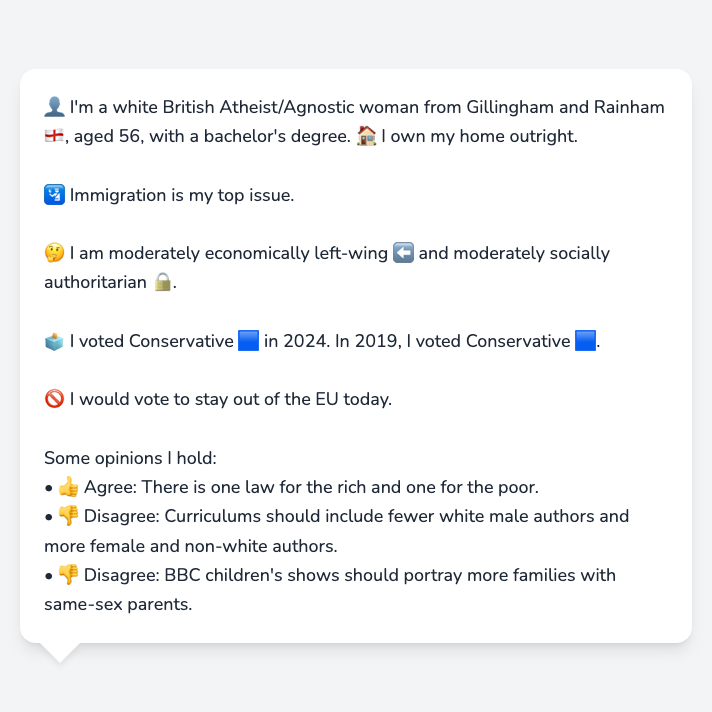 👤 I'm a white British Atheist/Agnostic woman from Gillingham and Rainham
🏴󠁧󠁢󠁥󠁮󠁧󠁿, aged 56, with a bachelor's degree. 🏠 I own my home outright.
🛂 Immigration is my top issue.
🤔 I am moderately economically left-wing ⬅️ and moderately socially
authoritarian 🔒.
🗳️ I voted Conservative 🟦 in 2024. In 2019, I voted Conservative 🟦.
🚫 I would vote to stay out of the EU today.
Some opinions I hold:
• 👍 Agree: There is one law for the rich and one for the poor.
• 👎 Disagree: Curriculums should include fewer white male authors and
more female and non-white authors.
• 👎 Disagree: BBC children's shows should portray more families with
same-sex parents.